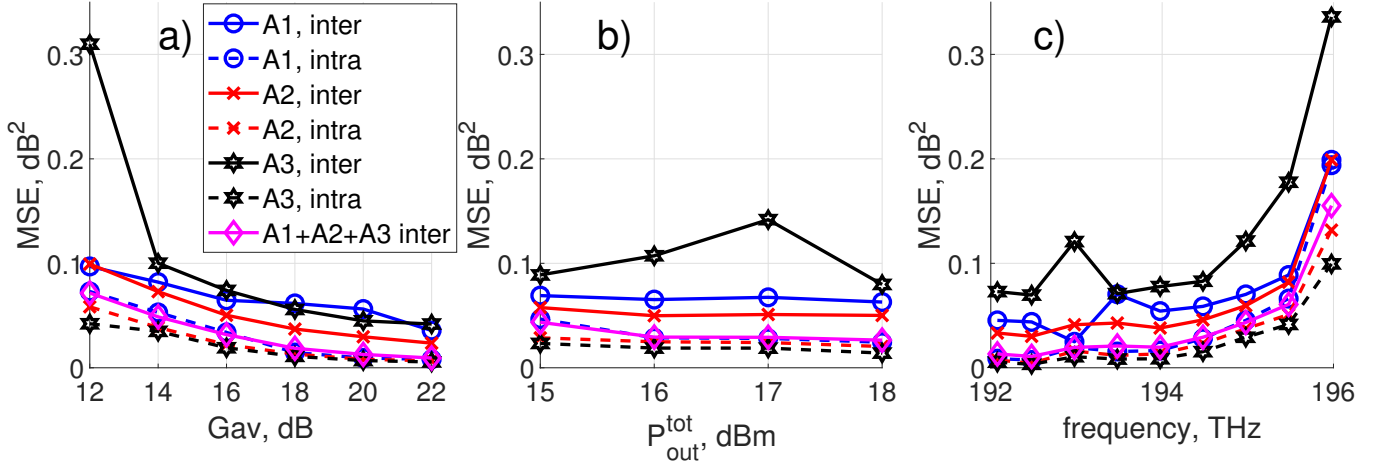 a)
MSE, dB²
0.3
0.2
0.1
0
12 14 16 18 20 22
Gav, dB
A1, inter
A1, intra
A2, inter
A2, intra
A3, inter
A3, intra
A1+A2+A3 inter
b)
MSE, dB²
0.3
0.2
0.1
0
15 16 17 18
P_out^tot, dBm
c)
MSE, dB²
0.3
0.2
0.1
0
192 194 196
frequency, THz